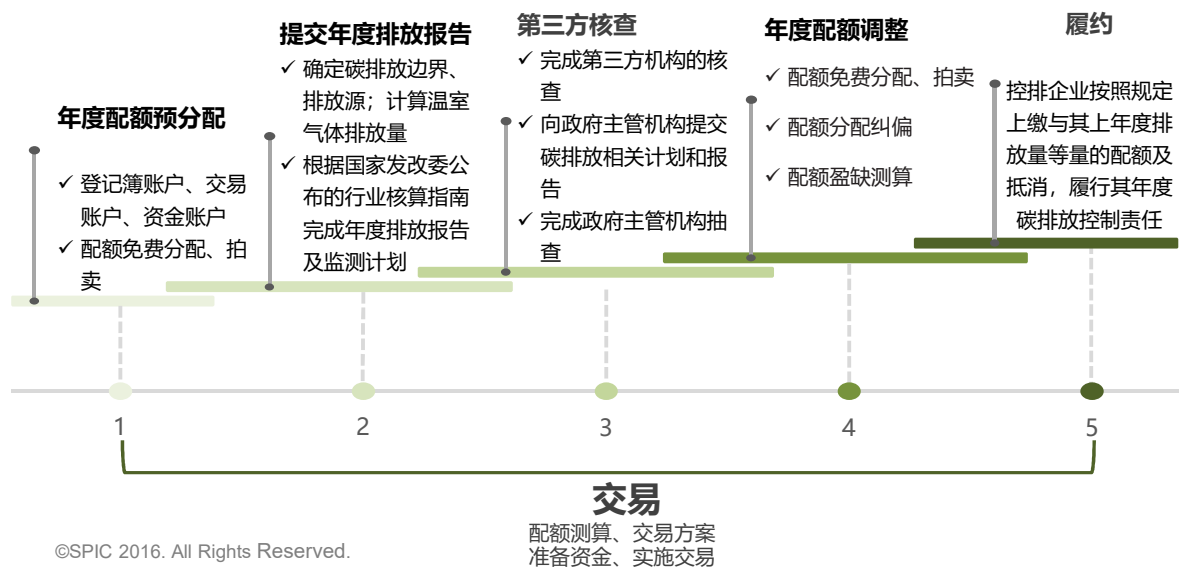 年度配额预分配
✓ 登记簿账户、交易
账户、资金账户
✓ 配额免费分配、拍
卖
提交年度排放报告
✓ 确定碳排放边界、
排放源；计算温室
气体排放量
✓ 根据国家发改委公
布的行业核算指南
完成年度排放报告
及监测计划
第三方核查
✓ 完成第三方机构的核
查
✓ 向政府主管机构提交
碳排放相关计划和报
告
✓ 完成政府主管机构抽
查
年度配额调整
✓ 配额免费分配、拍卖
✓ 配额分配纠偏
✓ 配额盈缺测算
履约
控排企业按照规定
上缴与其上年度排
放量等量的配额及
抵消，履行其年度
碳排放控制责任
1
2
3
4
5
交易
配额测算、交易方案
准备资金、实施交易
©SPIC 2016. All Rights Reserved.